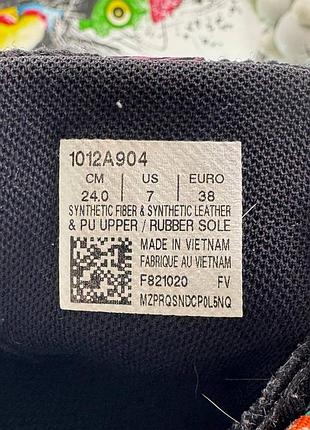 1012A904
CM US EURO
24.0 7 38
SYNTHETIC FIBER & SYNTHETIC LEATHER
& PU UPPER / RUBBER SOLE
MADE IN VIETNAM
FABRIQUE AU VIETNAM
F821020 FV
MZPRQSNDCP0L5NQ